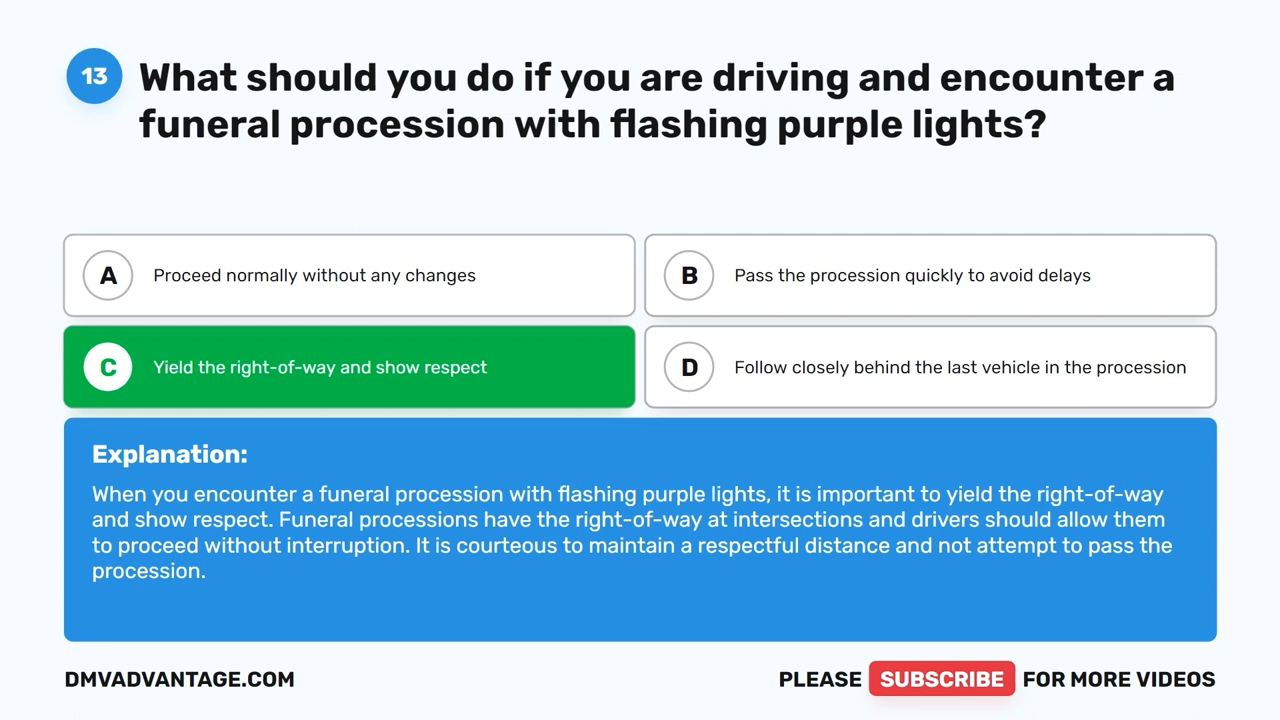 13
What should you do if you are driving and encounter a
funeral procession with flashing purple lights?
A Proceed normally without any changes
B Pass the procession quickly to avoid delays
C Yield the right-of-way and show respect
D Follow closely behind the last vehicle in the procession
Explanation:
When you encounter a funeral procession with flashing purple lights, it is important to yield the right-of-way
and show respect. Funeral processions have the right-of-way at intersections and drivers should allow them
to proceed without interruption. It is courteous to maintain a respectful distance and not attempt to pass the
procession.
DMVADVANTAGE.COM
PLEASE SUBSCRIBE FOR MORE VIDEOS